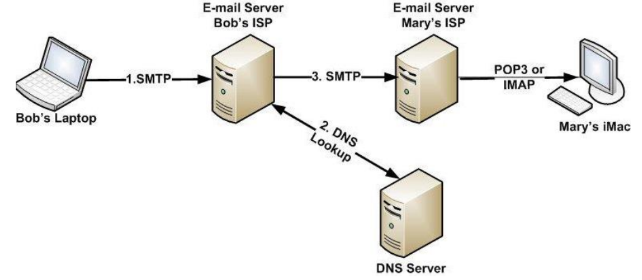 E-mail Server
Bob's ISP
E-mail Server
Mary's ISP
1.SMTP
3. SMTP
POP3 or
IMAP
Bob's Laptop
Mary's iMac
2. DNS
Lookup
DNS Server